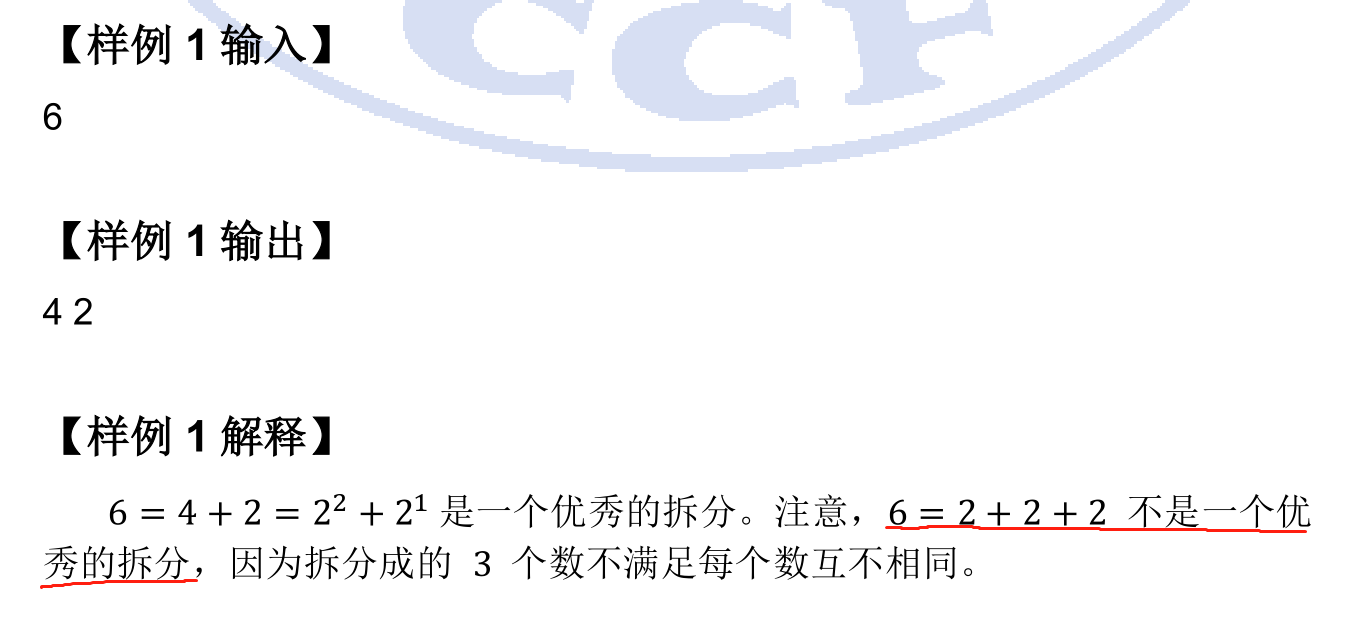 【样例 1 输入】
6
【样例 1 输出】
4 2
【样例 1 解释】
6 = 4 + 2 = 2² + 2¹ 是一个优秀的拆分。注意，6 = 2 + 2 + 2 不是一个优
秀的拆分，因为拆分成的 3 个数不满足每个数互不相同。
CCF